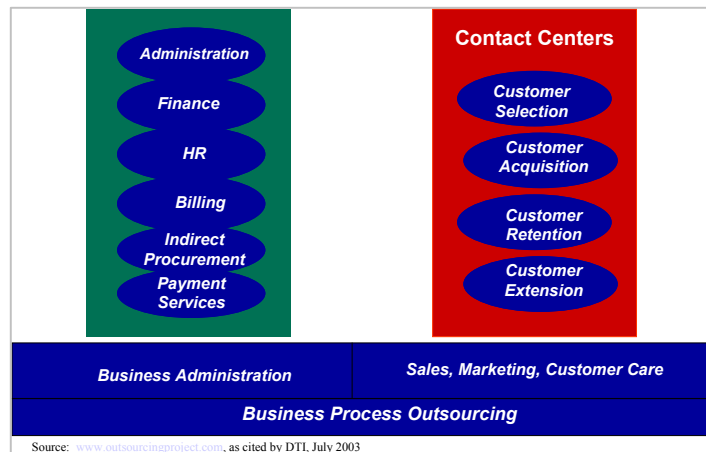 Administration
Finance
HR
Billing
Indirect
Procurement
Payment
Services
Contact Centers
Customer
Selection
Customer
Acquisition
Customer
Retention
Customer
Extension
Business Administration
Sales, Marketing, Customer Care
Business Process Outsourcing
Source: www.outsourcingproject.com, as cited by DTI, July 2003